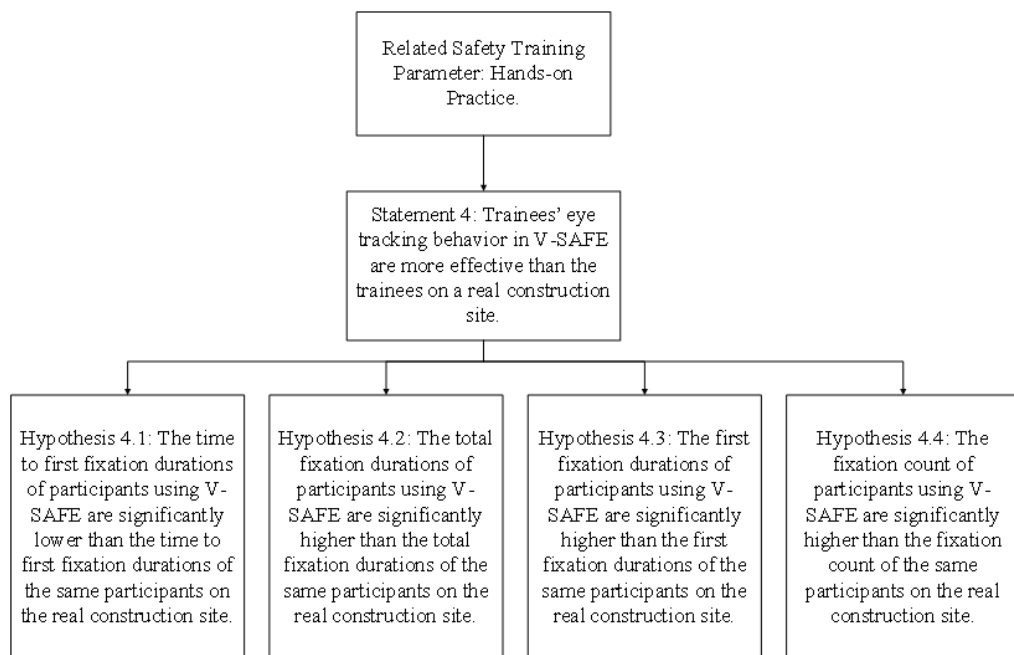 Related Safety Training
Parameter: Hands-on
Practice.
Statement 4: Trainees’ eye
tracking behavior in V-SAFE
are more effective than the
trainees on a real construction
site.
Hypothesis 4.1: The time
to first fixation durations
of participants using V-
SAFE are significantly
lower than the time to
first fixation durations of
the same participants on
the real construction site.
Hypothesis 4.2: The total
fixation durations of
participants using V-
SAFE are significantly
higher than the total
fixation durations of the
same participants on the
real construction site.
Hypothesis 4.3: The first
fixation durations of
participants using V-
SAFE are significantly
higher than the first
fixation durations of the
same participants on the
real construction site.
Hypothesis 4.4: The
fixation count of
participants using V-
SAFE are significantly
higher than the fixation
count of the same
participants on the real
construction site.